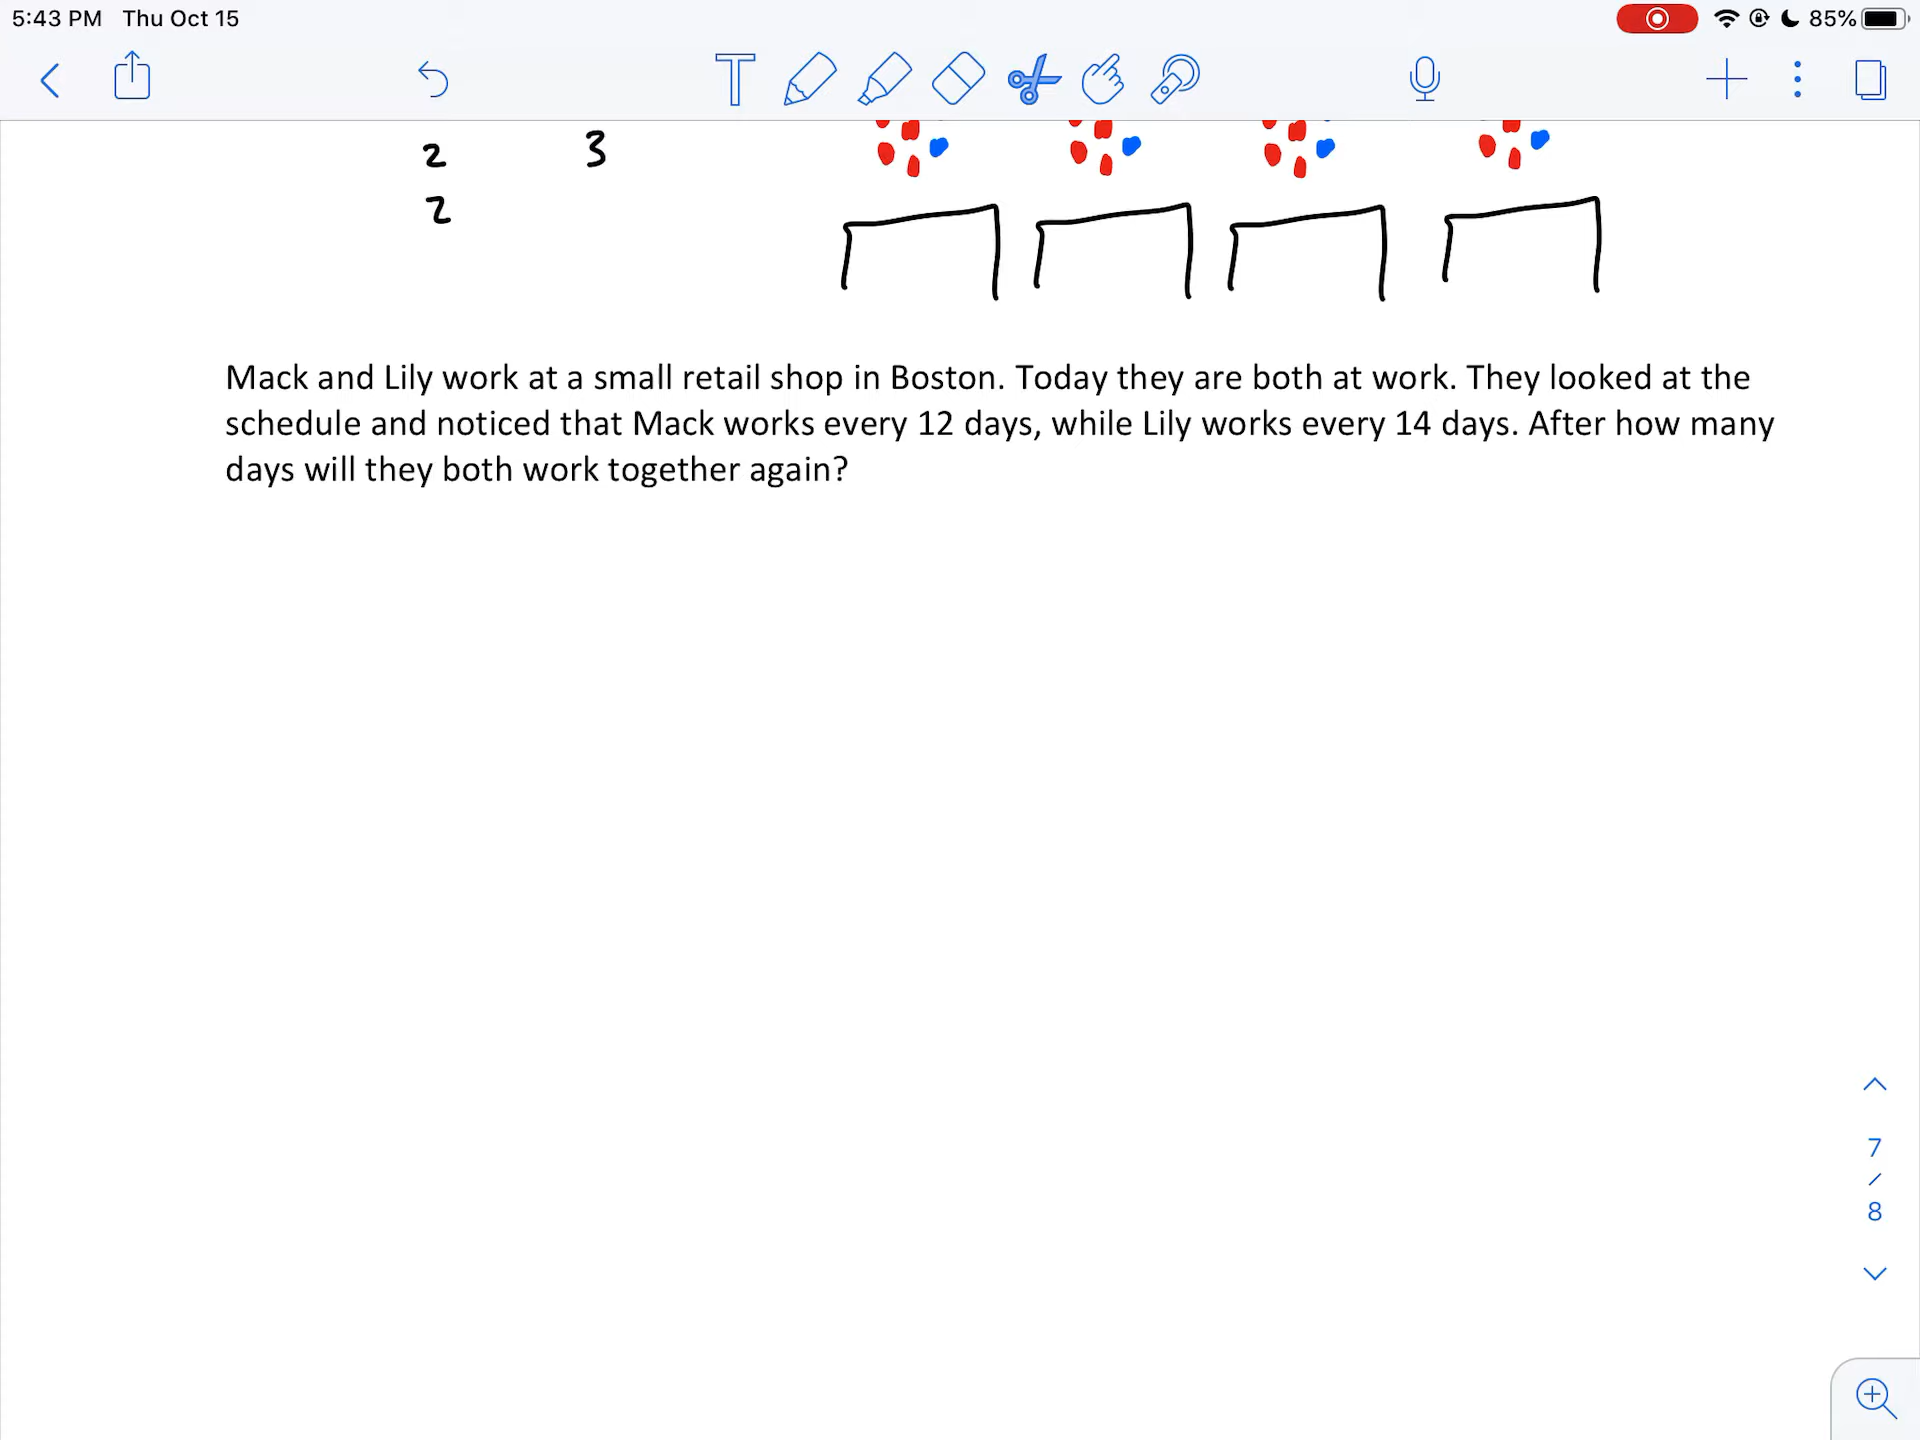 5:43 PM Thu Oct 15
85%
T
2 3
2
Mack and Lily work at a small retail shop in Boston. Today they are both at work. They looked at the
schedule and noticed that Mack works every 12 days, while Lily works every 14 days. After how many
days will they both work together again?
7
/
8